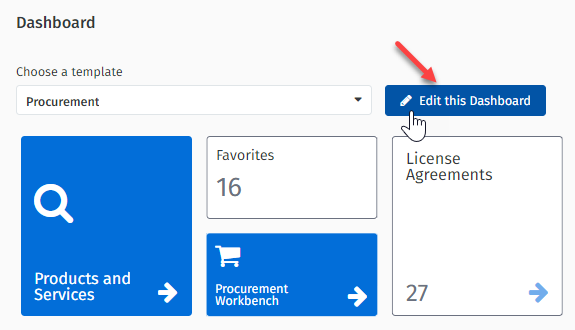 Dashboard
Choose a template
Procurement
Edit this Dashboard
Products and
Services
Favorites
16
Procurement
Workbench
License
Agreements
27